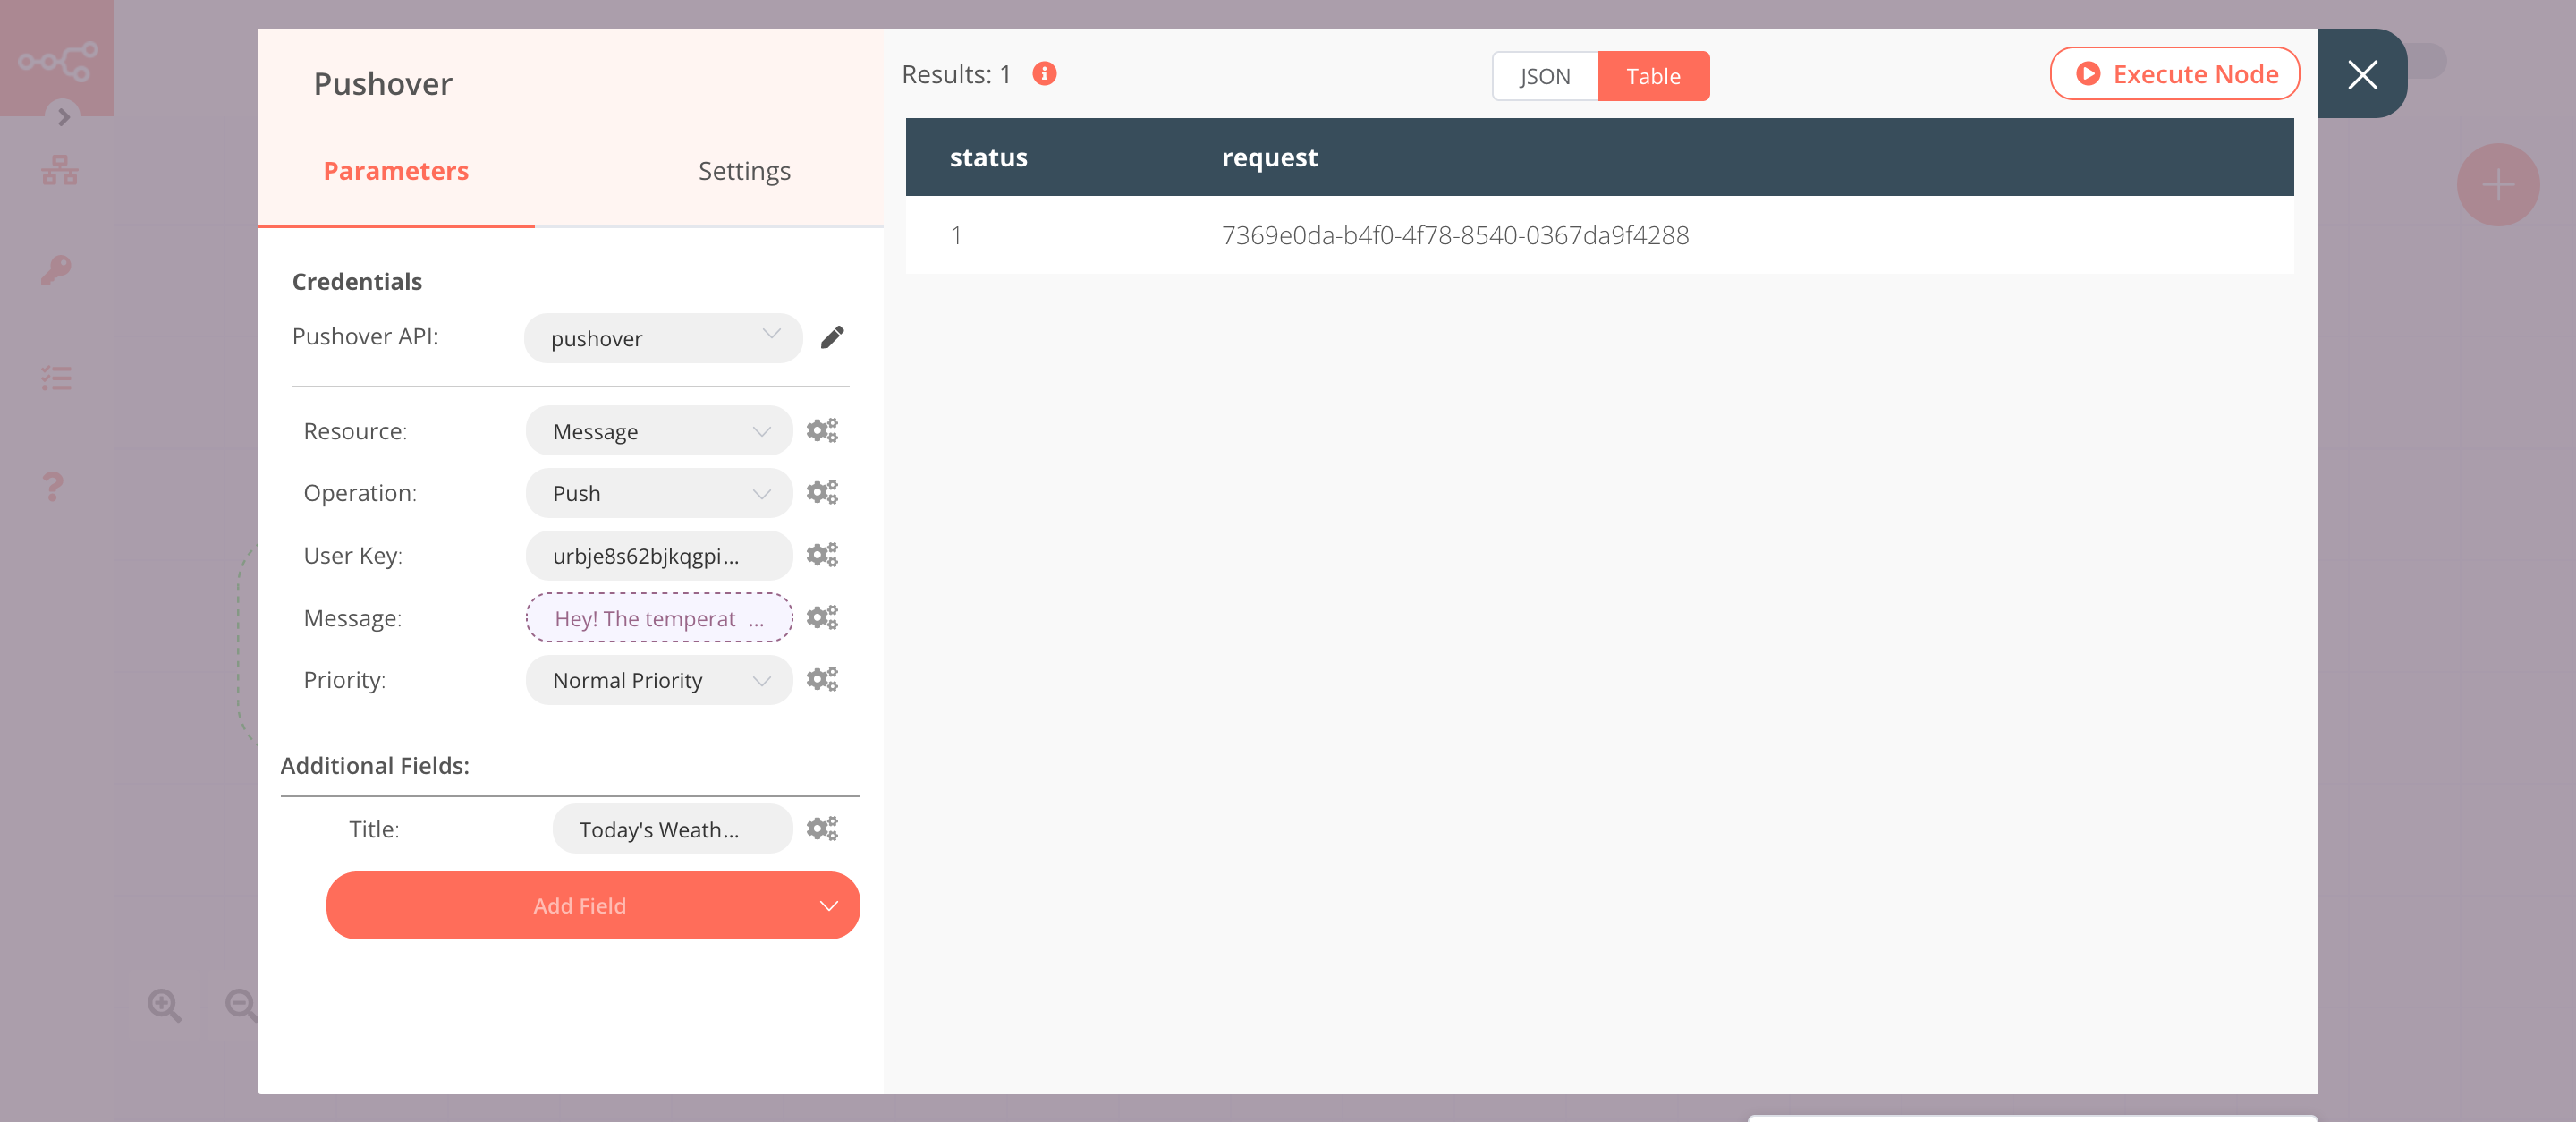 Pushover
Parameters
Settings
Credentials
Pushover API:
pushover
Resource:
Message
Operation:
Push
User Key:
urbje8s62bjkqgpi...
Message:
Hey! The temperat ...
Priority:
Normal Priority
Additional Fields:
Title:
Today's Weath...
Add Field
Results: 1
JSON
Table
Execute Node
status request
1 7369e0da-b4f0-4f78-8540-0367da9f4288